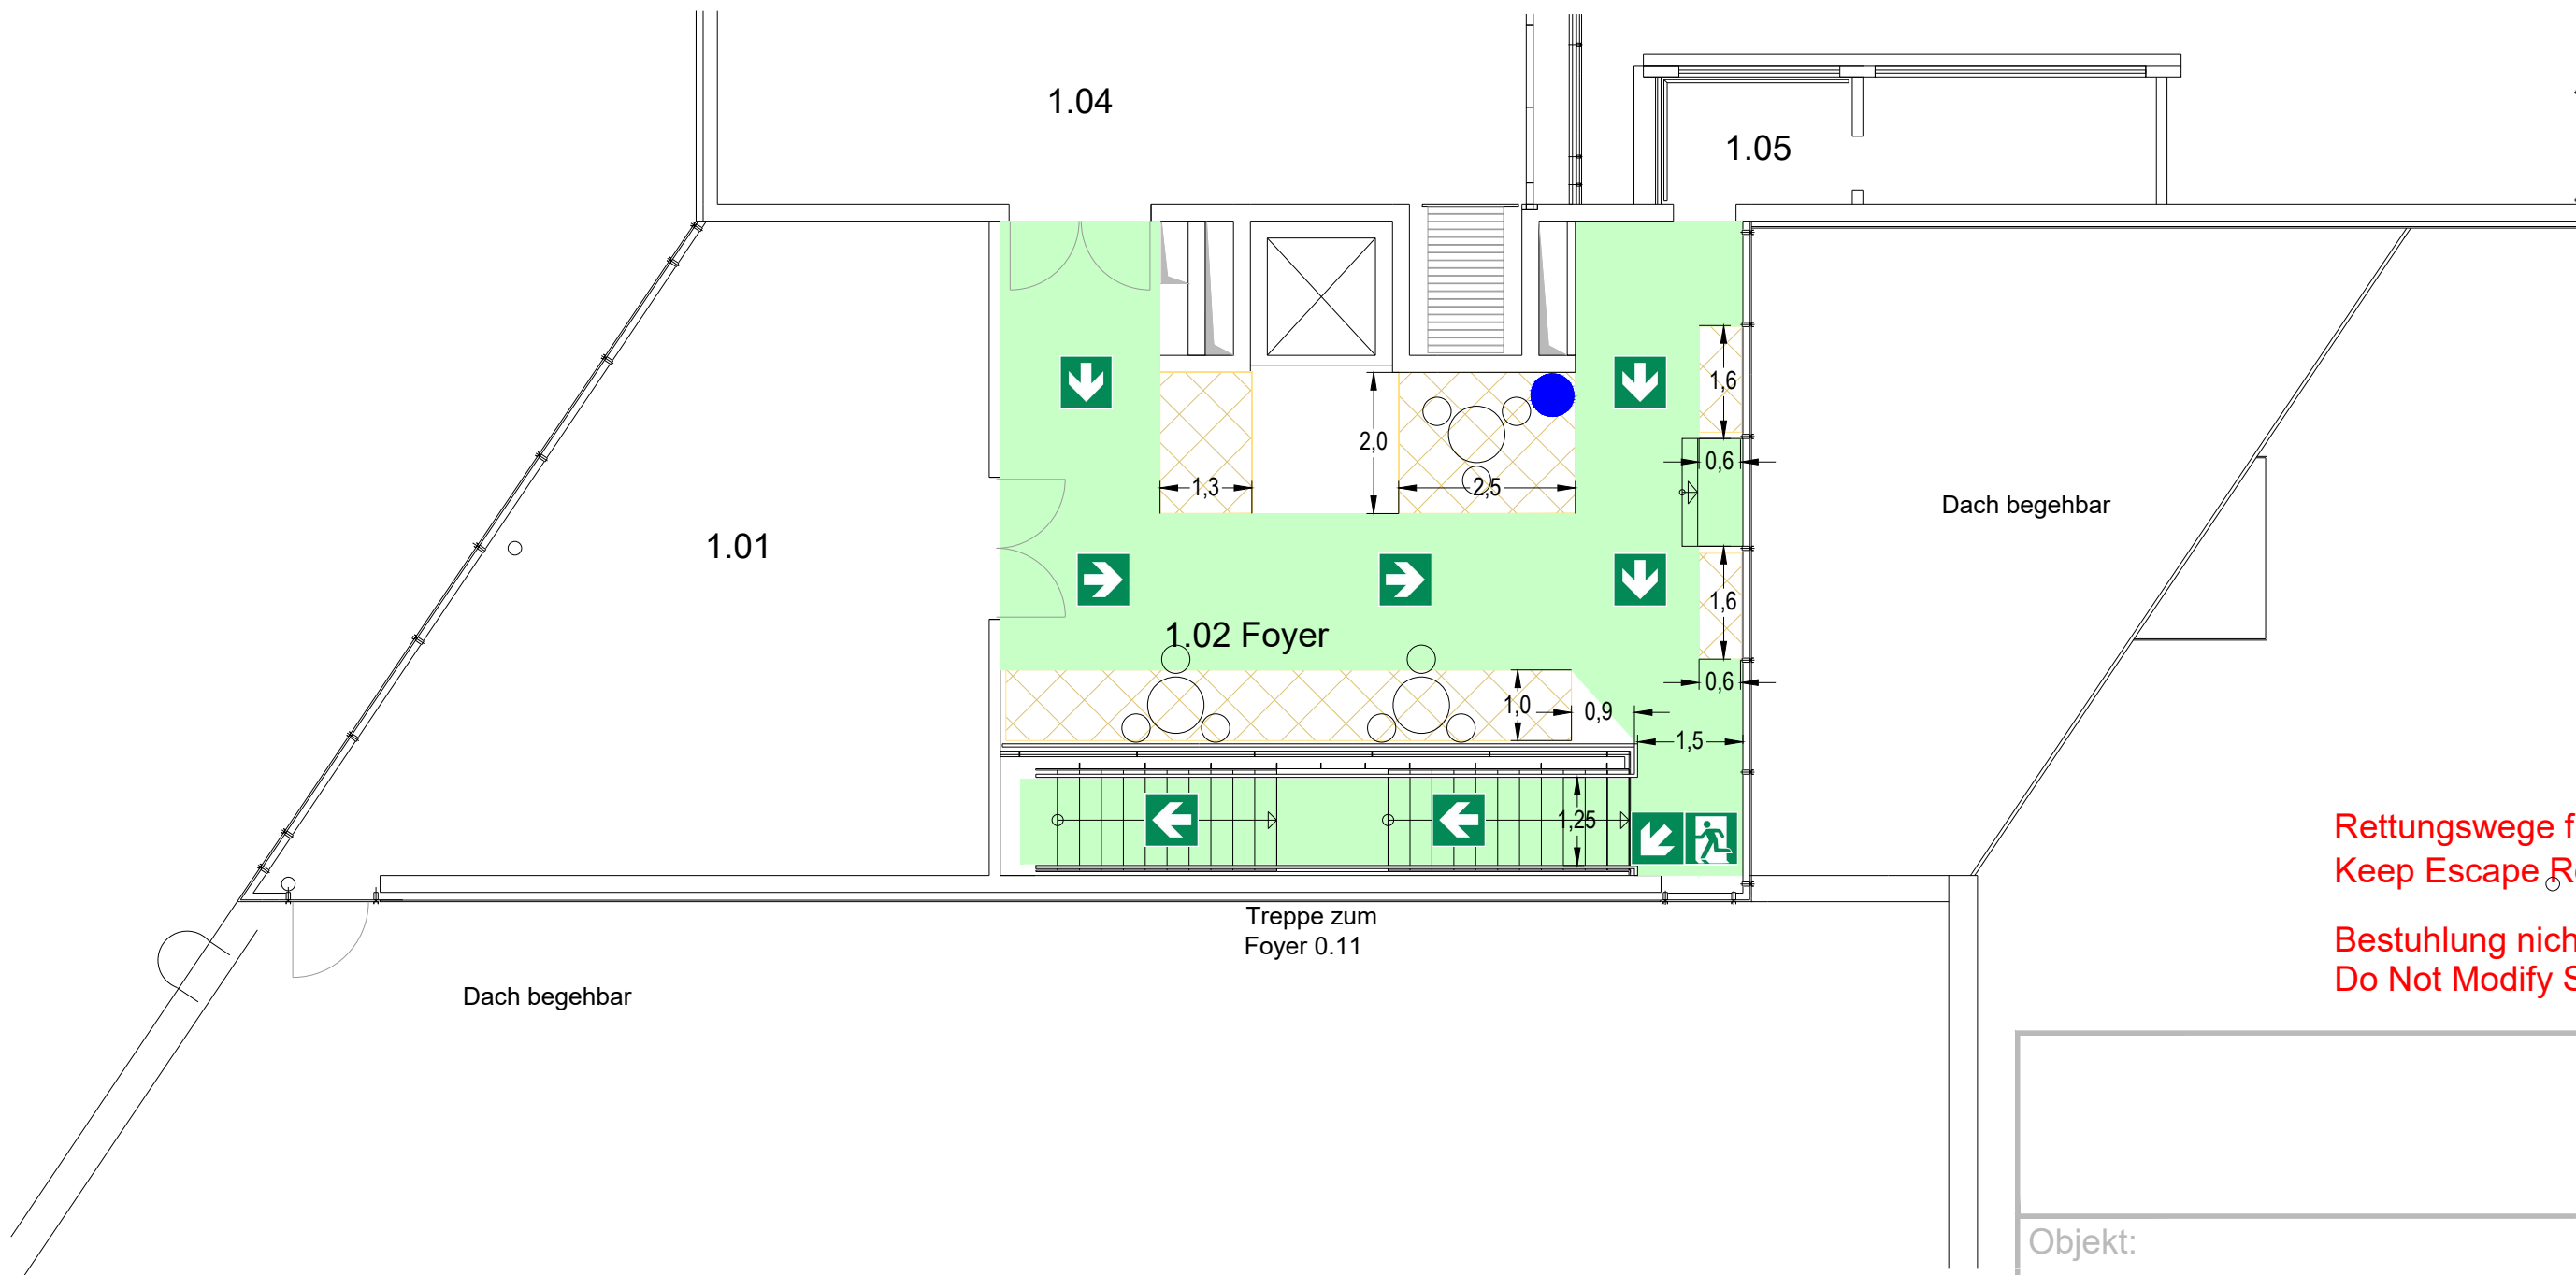 1.04
1.05
1,6
2,0
0,6
1,3
2,5
Dach begehbar
1.01
1,6
1.02 Foyer
0,6
1,0
0,9
1,5
1,25
Rettungswege f
Keep Escape R
Treppe zum
Foyer 0.11
Bestuhlung nich
Do Not Modify S
Dach begehbar
Objekt: